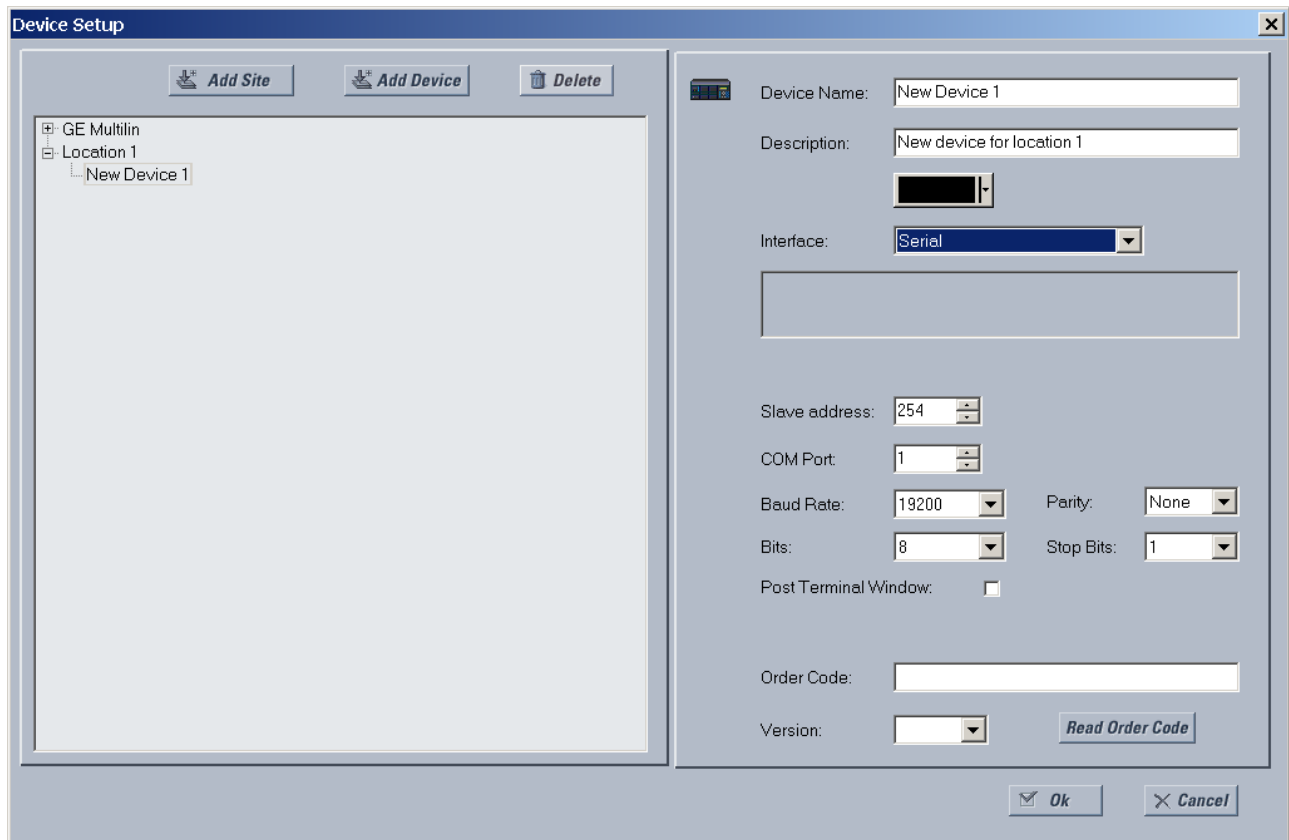 Device Setup
Add Site Add Device Delete
GE Multilin
Location 1
New Device 1
Device Name: New Device 1
Description: New device for location 1
Interface: Serial
Slave address: 254
COM Port: 1
Baud Rate: 19200 Parity: None
Bits: 8 Stop Bits: 1
Post Terminal Window:
Order Code:
Version: Read Order Code
Ok Cancel